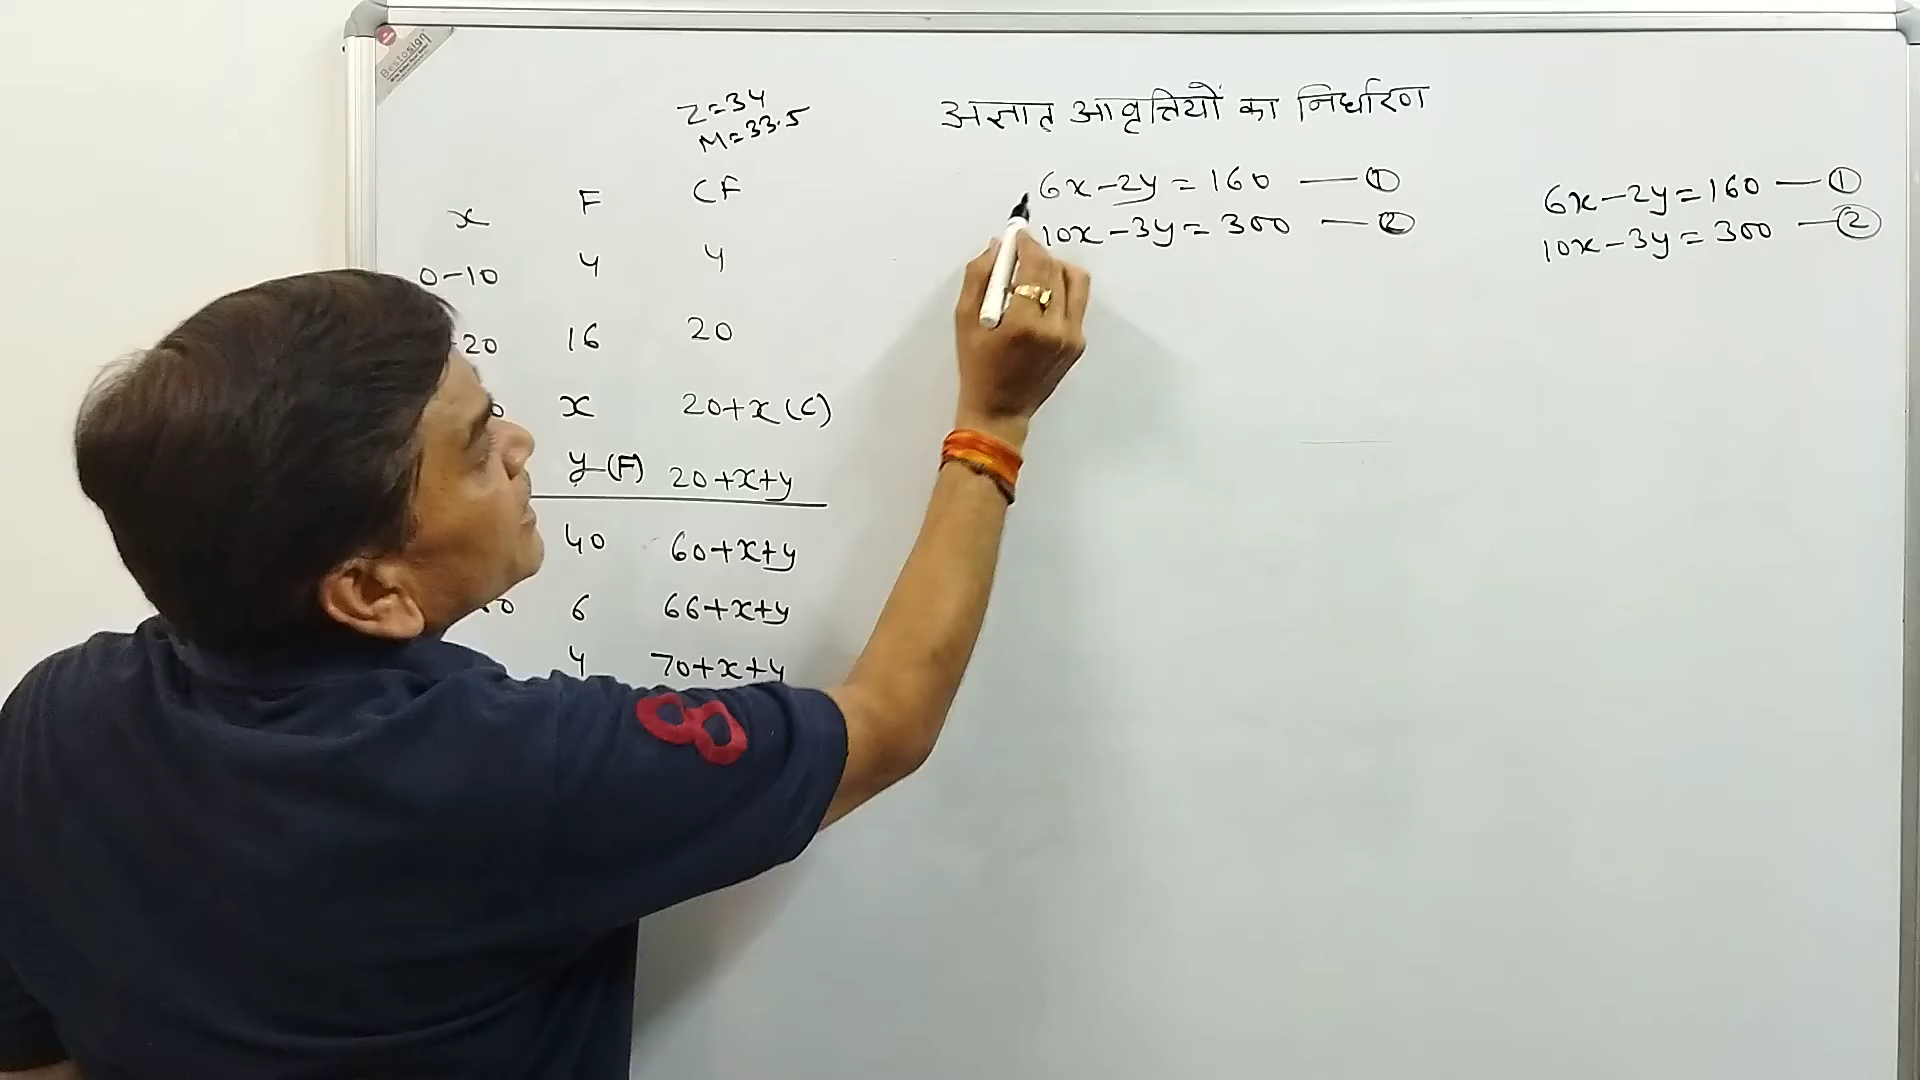 Bestosign
Z=34
M=33.5
अज्ञात आवृत्तियों का निर्धारण
x F CF
0-10 4 4
20 16 20
x 20+x (C)
y (F) 20+x+y
40 60+x+y
6 66+x+y
4 70+x+y
6x-2y=160 — ①
10x-3y=300 — ②
6x-2y=160 — ①
10x-3y=300 — ②
8